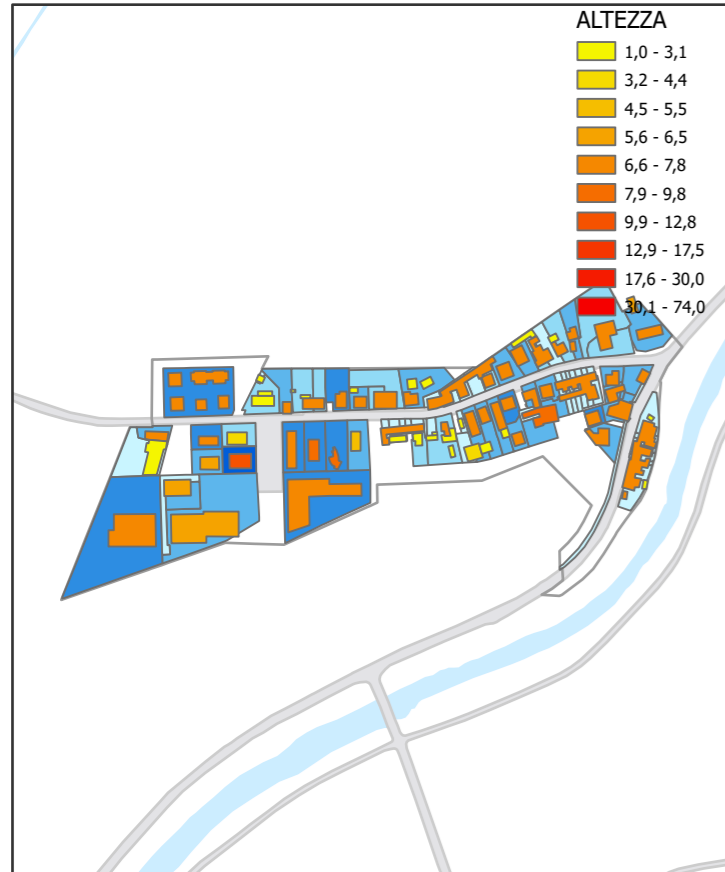 ALTEZZA
1,0 - 3,1
3,2 - 4,4
4,5 - 5,5
5,6 - 6,5
6,6 - 7,8
7,9 - 9,8
9,9 - 12,8
12,9 - 17,5
17,6 - 30,0
30,1 - 74,0